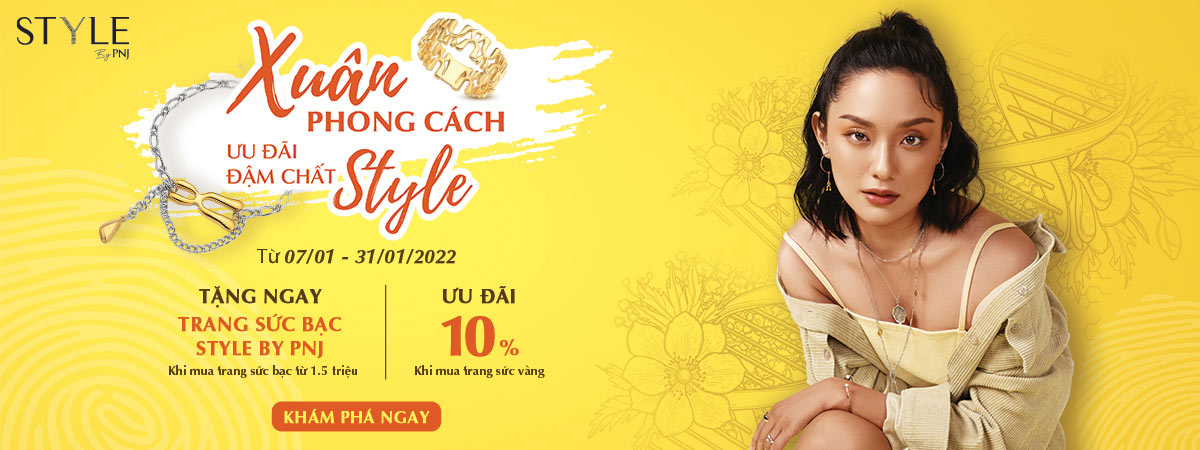 STYLE
By PNJ
Xuân
PHONG CÁCH
ƯU ĐÃI
ĐẬM CHẤT Style
Từ 07/01 - 31/01/2022
TẶNG NGAY
TRANG SỨC BẠC
STYLE BY PNJ
Khi mua trang sức bạc từ 1.5 triệu
ƯU ĐÃI
10%
Khi mua trang sức vàng
KHÁM PHÁ NGAY